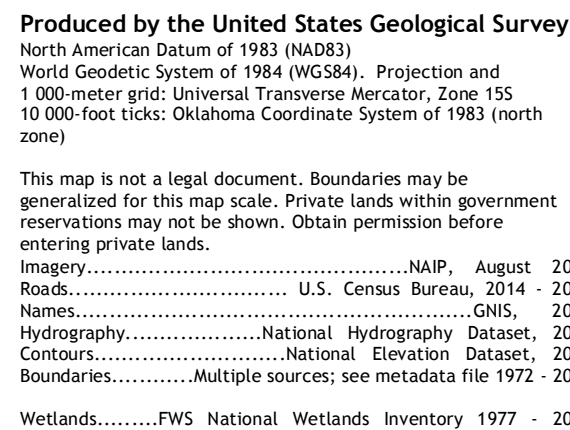 Produced by the United States Geological Survey
North American Datum of 1983 (NAD83)
World Geodetic System of 1984 (WGS84). Projection and
1 000-meter grid: Universal Transverse Mercator, Zone 15S
10 000-foot ticks: Oklahoma Coordinate System of 1983 (north
zone)
This map is not a legal document. Boundaries may be
generalized for this map scale. Private lands within government
reservations may not be shown. Obtain permission before
entering private lands.
Imagery..........................................NAIP, August 20
Roads............................. U.S. Census Bureau, 2014 - 20
Names....................................................GNIS, 20
Hydrography..................National Hydrography Dataset, 20
Contours.........................National Elevation Dataset, 20
Boundaries...........Multiple sources; see metadata file 1972 - 20
Wetlands.........FWS National Wetlands Inventory 1977 - 20